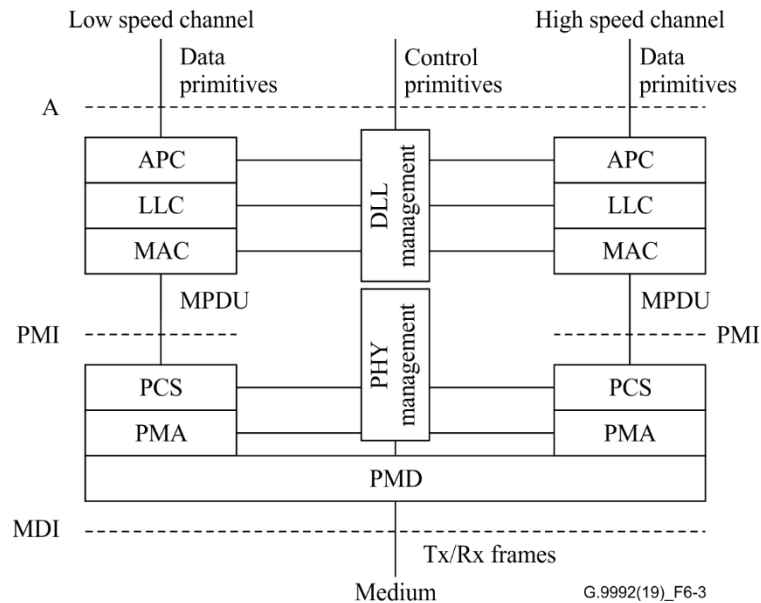 Low speed channel
High speed channel
Data
primitives
Control
primitives
Data
primitives
A
APC
LLC
MAC
DLL
management
APC
LLC
MAC
MPDU
MPDU
PMI
PMI
PHY
management
PCS
PMA
PCS
PMA
PMD
MDI
Tx/Rx frames
Medium
G.9992(19)_F6-3